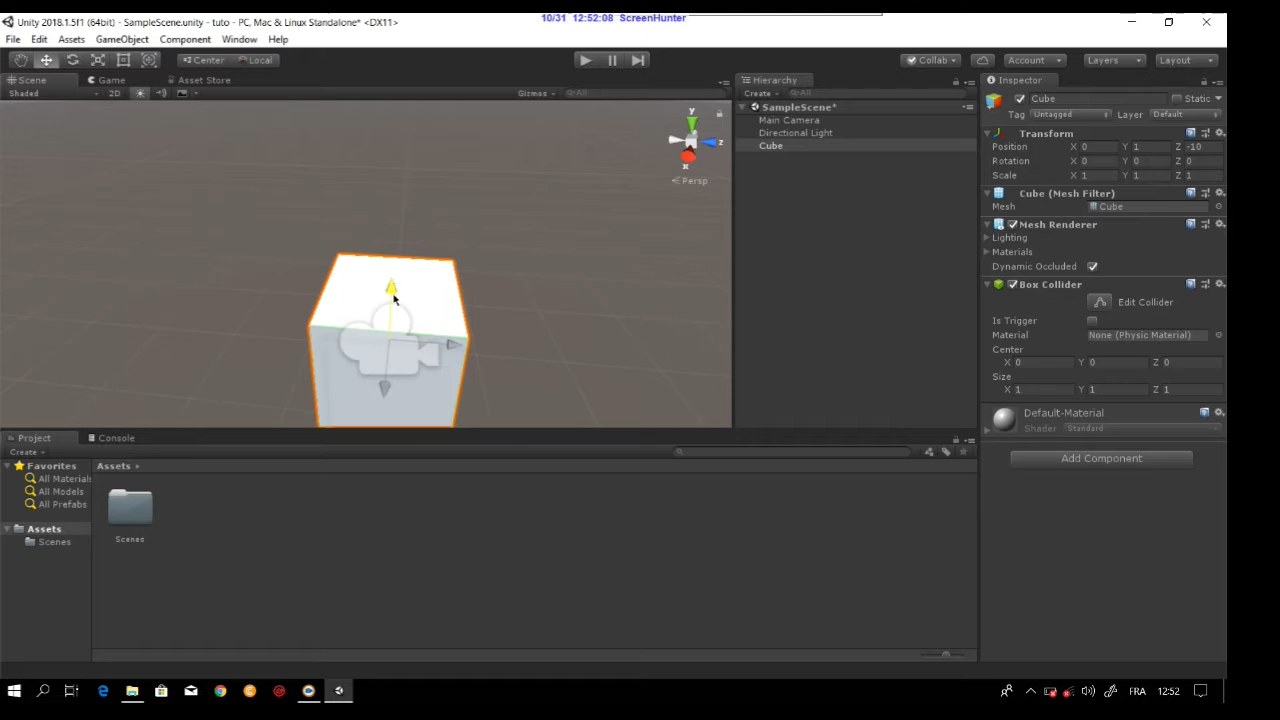 10/31 12:52:08 ScreenHunter
Unity 2018.1.5f1 (64bit) - SampleScene.unity - tuto - PC, Mac & Linux Standalone* <DX11>
File Edit Assets GameObject Component Window Help
Center Local Collab Account Layers Layout
Scene Game Asset Store
Shaded 2D Gizmos All
y
z
x
Persp
Hierarchy
Create All
SampleScene*
Main Camera
Directional Light
Cube
Inspector
Cube Static
Tag Untagged Layer Default
Transform
Position X 0 Y 1 Z -10
Rotation X 0 Y 0 Z 0
Scale X 1 Y 1 Z 1
Cube (Mesh Filter)
Mesh Cube
Mesh Renderer
Lighting
Materials
Dynamic Occluded
Box Collider
Edit Collider
Is Trigger
Material None (Physic Material)
Center
X 0 Y 0 Z 0
Size
X 1 Y 1 Z 1
Default-Material
Shader Standard
Add Component
Project Console
Create
Favorites
All Materials
All Models
All Prefabs
Assets
Scenes
Assets
Scenes
FRA 12:52